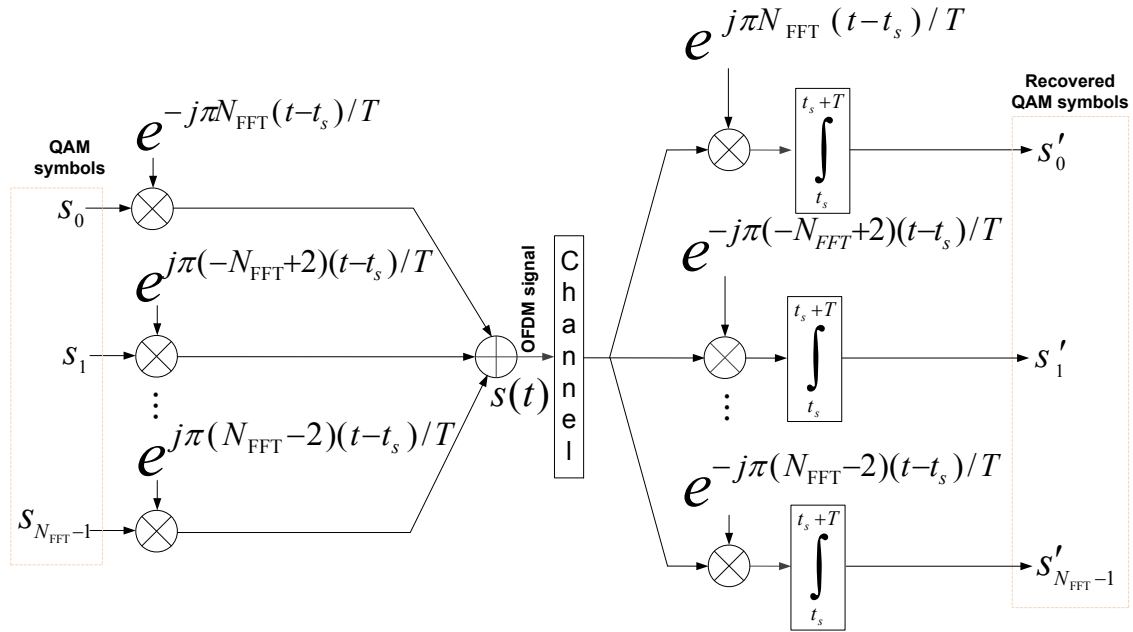 QAM
symbols
s_0
e^{-jπN_FFT(t-t_s)/T}
s_1
e^{jπ(-N_FFT+2)(t-t_s)/T}
⋮
s_{N_FFT-1}
e^{jπ(N_FFT-2)(t-t_s)/T}
s(t)
OFDM signal
Channel
e^{jπN_FFT (t-t_s)/T}
∫_{t_s}^{t_s+T}
e^{-jπ(-N_FFT+2)(t-t_s)/T}
∫_{t_s}^{t_s+T}
⋮
e^{-jπ(N_FFT-2)(t-t_s)/T}
∫_{t_s}^{t_s+T}
Recovered
QAM symbols
s'_0
s'_1
s'_{N_FFT-1}